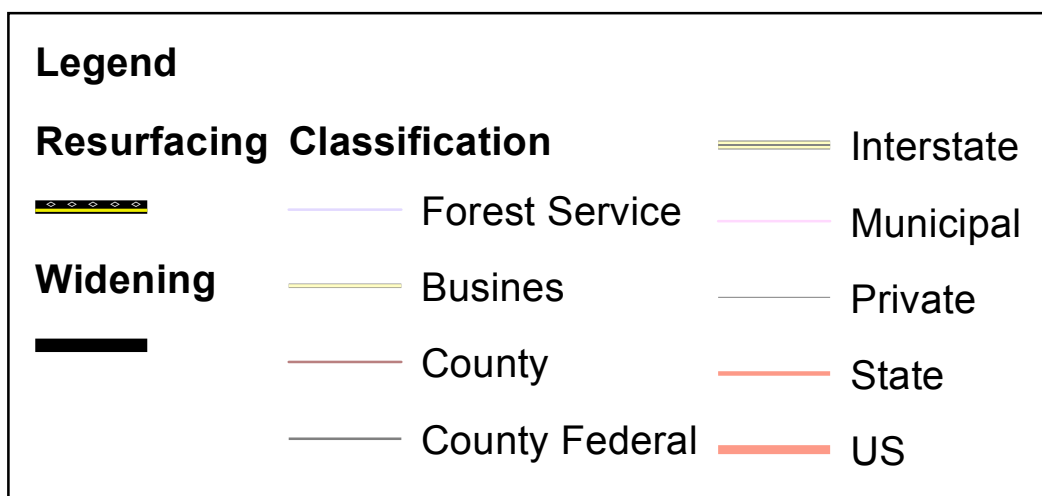 Legend
Resurfacing
Widening
Classification
Forest Service
Busines
County
County Federal
Interstate
Municipal
Private
State
US